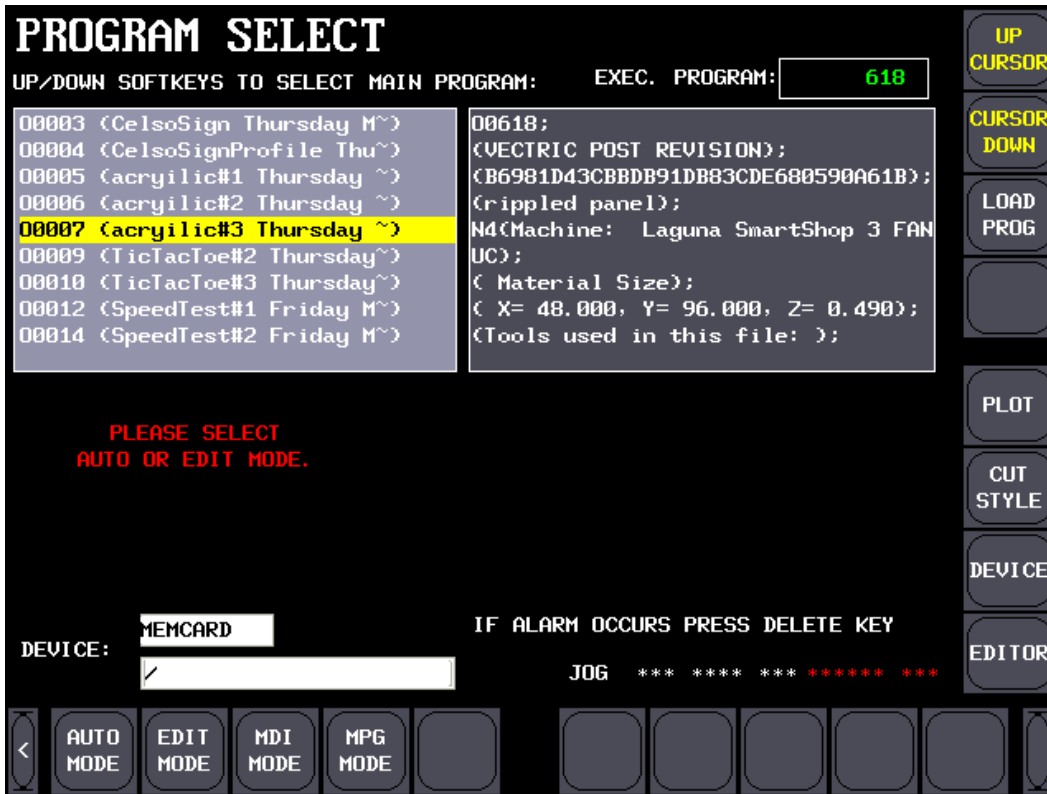 PROGRAM SELECT
UP/DOWN SOFTKEYS TO SELECT MAIN PROGRAM:
EXEC. PROGRAM:
618
O0003 (CelsoSign Thursday M~)
O0004 (CelsoSignProfile Thu~)
O0005 (acryilic#1 Thursday ~)
O0006 (acryilic#2 Thursday ~)
O0007 (acryilic#3 Thursday ~)
O0009 (TicTacToe#2 Thursday~)
O0010 (TicTacToe#3 Thursday~)
O0012 (SpeedTest#1 Friday M~)
O0014 (SpeedTest#2 Friday M~)
O0618;
(VECTRIC POST REVISION);
(B6981D43CBBDB91DB83CDE680590A61B);
(rippled panel);
N4(Machine:  Laguna SmartShop 3 FAN
UC);
( Material Size);
( X= 48.000, Y= 96.000, Z= 0.490);
(Tools used in this file: );
PLEASE SELECT
AUTO OR EDIT MODE.
DEVICE:
MEMCARD
/
IF ALARM OCCURS PRESS DELETE KEY
JOG *** **** *** ****** ***
UP
CURSOR
CURSOR
DOWN
LOAD
PROG
PLOT
CUT
STYLE
DEVICE
EDITOR
<
AUTO
MODE
EDIT
MODE
MDI
MODE
MPG
MODE